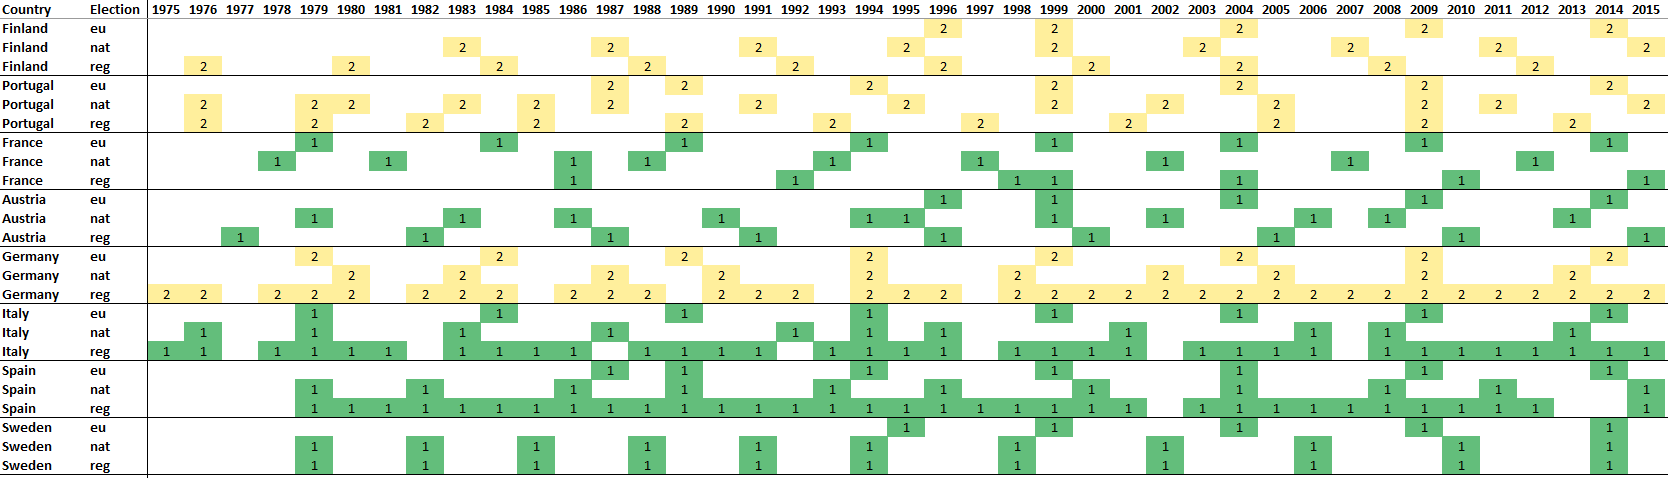 Country Election 1975 1976 1977 1978 1979 1980 1981 1982 1983 1984 1985 1986 1987 1988 1989 1990 1991 1992 1993 1994 1995 1996 1997 1998 1999 2000 2001 2002 2003 2004 2005 2006 2007 2008 2009 2010 2011 2012 2013 2014 2015
Finland eu 2 2 2 2 2
Finland nat 2 2 2 2 2 2 2 2 2
Finland reg 2 2 2 2 2 2 2 2 2 2
Portugal eu 2 2 2 2 2 2 2
Portugal nat 2 2 2 2 2 2 2 2 2 2 2 2 2 2
Portugal reg 2 2 2 2 2 2 2 2 2 2 2
France eu 1 1 1 1 1 1 1 1
France nat 1 1 1 1 1 1 1 1 1
France reg 1 1 1 1 1 1 1
Austria eu 1 1 1 1 1
Austria nat 1 1 1 1 1 1 1 1 1 1 1
Austria reg 1 1 1 1 1 1 1 1 1
Germany eu 2 2 2 2 2 2 2 2
Germany nat 2 2 2 2 2 2 2 2 2 2
Germany reg 2 2 2 2 2 2 2 2 2 2 2 2 2 2 2 2 2 2 2 2 2 2 2 2 2 2 2 2 2 2 2 2 2 2 2
Italy eu 1 1 1 1 1 1 1 1
Italy nat 1 1 1 1 1 1 1 1 1 1 1
Italy reg 1 1 1 1 1 1 1 1 1 1 1 1 1 1 1 1 1 1 1 1 1 1 1 1 1 1 1 1 1 1 1 1 1 1
Spain eu 1 1 1 1 1 1 1
Spain nat 1 1 1 1 1 1 1 1 1 1 1
Spain reg 1 1 1 1 1 1 1 1 1 1 1 1 1 1 1 1 1 1 1 1 1 1 1 1 1 1 1 1 1 1 1 1 1 1
Sweden eu 1 1 1 1 1
Sweden nat 1 1 1 1 1 1 1 1 1 1 1
Sweden reg 1 1 1 1 1 1 1 1 1 1 1